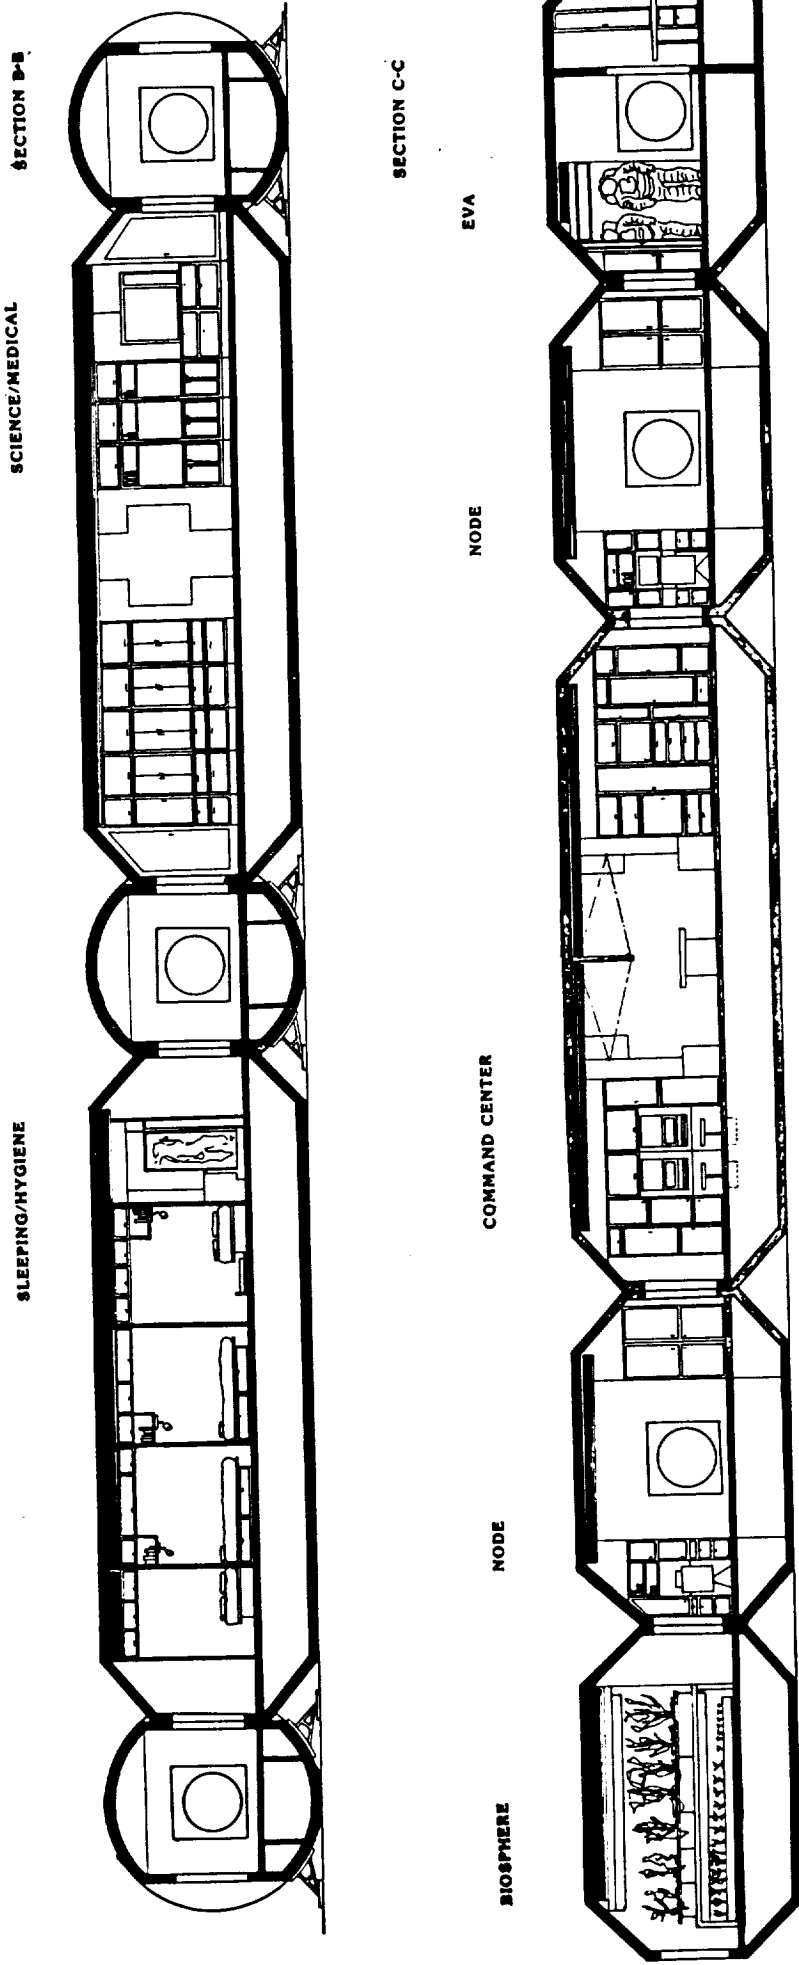 SECTION B-B
SCIENCE/MEDICAL
SLEEPING/HYGIENE
SECTION C-C
EVA
NODE
COMMAND CENTER
NODE
BIOSPHERE